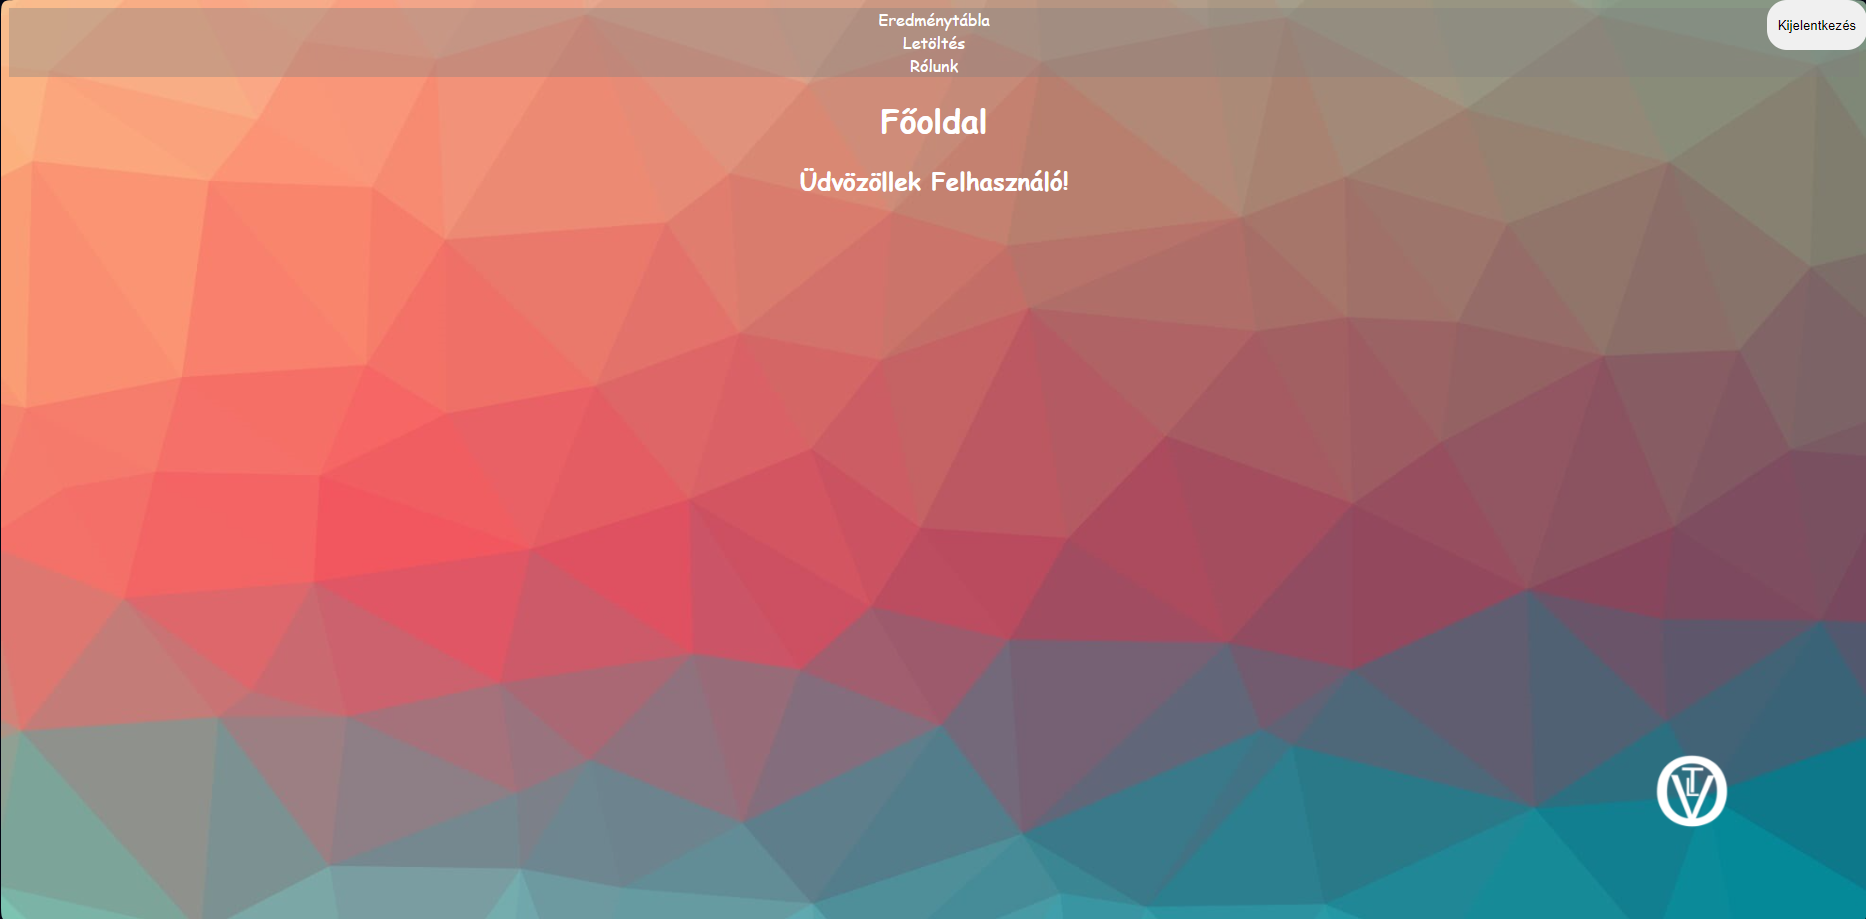 Eredménytábla
Letöltés
Rólunk
Kijelentkezés
Főoldal
Üdvözöllek Felhasználó!